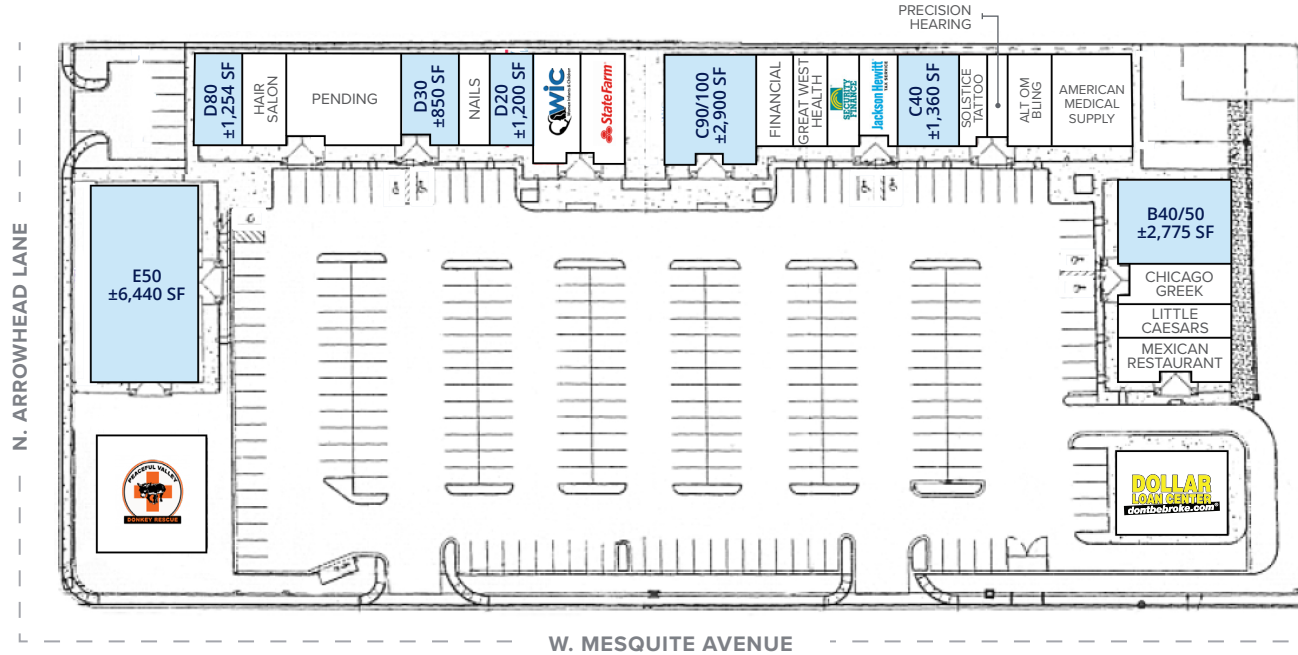 PRECISION
HEARING
D80
±1,254 SF
HAIR
SALON
PENDING
D30
±850 SF
NAILS
D20
±1,200 SF
WIC
StateFarm
C90/100
±2,900 SF
FINANCIAL
GREAT WEST
HEALTH
SECURITY
FINANCE
Jackson Hewitt
TAX SERVICE
C40
±1,360 SF
SOLSTICE
TATTOO
ALT OM
BLING
AMERICAN
MEDICAL
SUPPLY
E50
±6,440 SF
B40/50
±2,775 SF
CHICAGO
GREEK
LITTLE
CAESARS
MEXICAN
RESTAURANT
N. ARROWHEAD LANE
PEACEFUL VALLEY
DONKEY RESCUE
DOLLAR
LOAN CENTER
dontbebroke.com
W. MESQUITE AVENUE